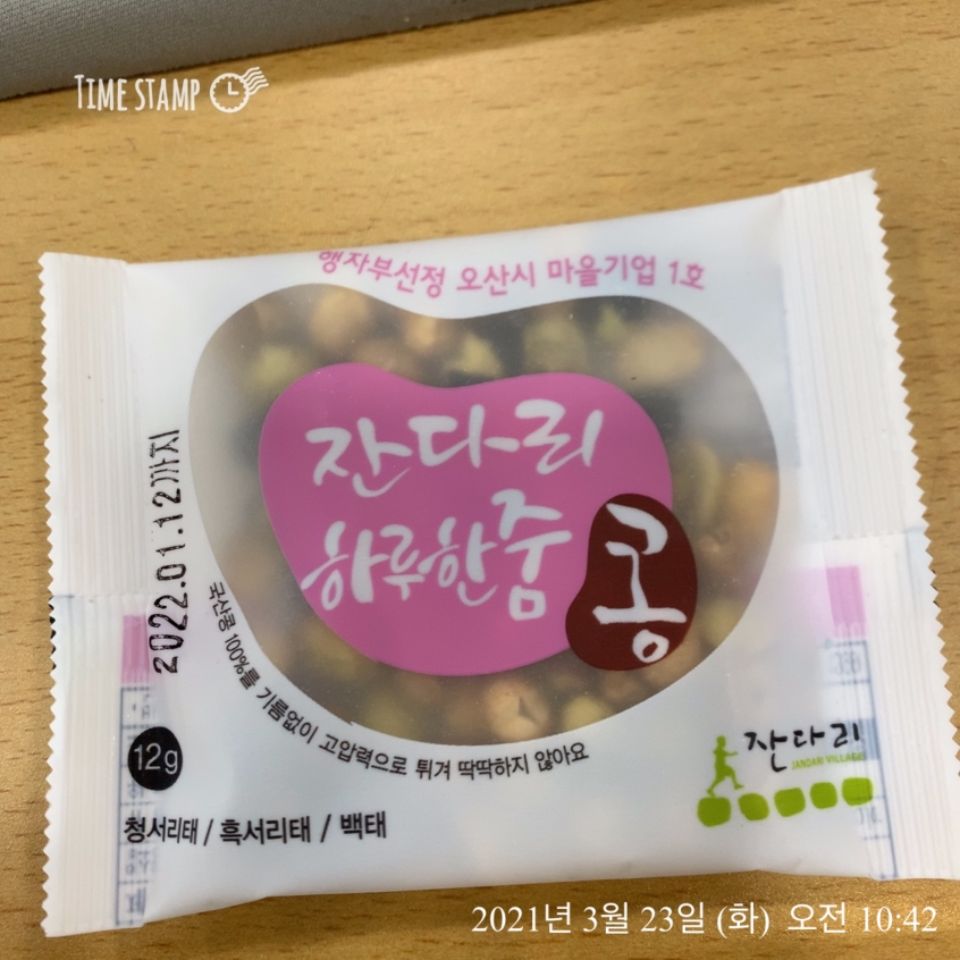 TIME STAMP
행자부선정 오산시 마을기업 1호
잔다리
하루한줌
콩
2022.01.12까지
국산콩 100%를 기름없이 고압력으로 튀겨 딱딱하지 않아요
12g
청서리태 / 흑서리태 / 백태
잔다리
JANDARI VILLAGE
2021년 3월 23일 (화) 오전 10:42